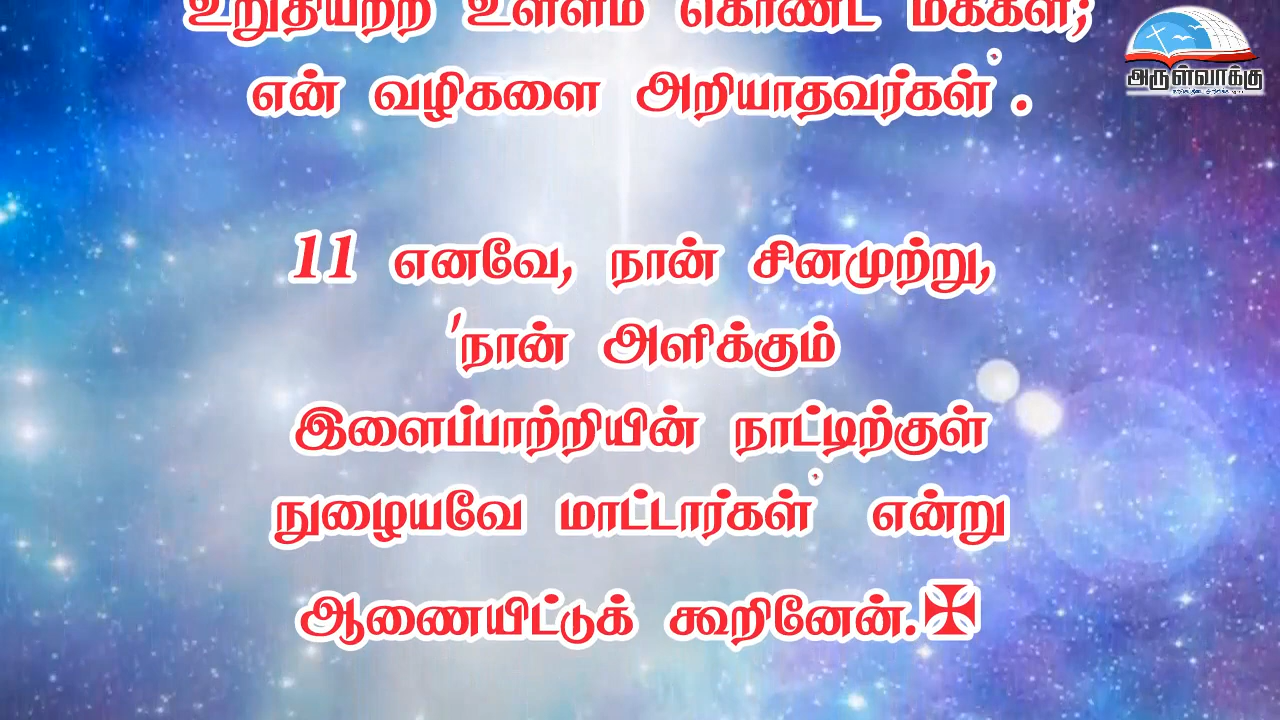 உறுதியற்ற உள்ளம் கொண்ட மக்கள்;
என் வழிகளை அறியாதவர்கள் .
11 எனவே, நான் சினமுற்று,
'நான் அளிக்கும்
இளைப்பாற்றியின் நாட்டிற்குள்
நுழையவே மாட்டார்கள் என்று
ஆணையிட்டுக் கூறினேன்.✠
அருள்வாக்கு